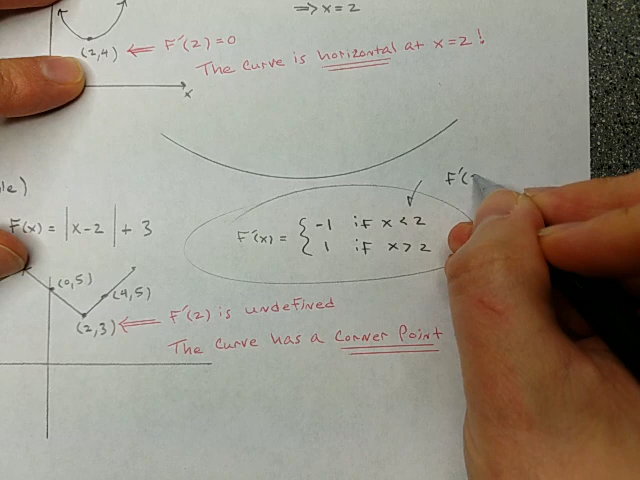 ⇒ x = 2
(2,4) ⇐ F'(2) = 0
The curve is horizontal at x = 2!
x
F'(
F(x) = |x-2| + 3
F'(x) = { -1 if x < 2
1 if x > 2
(0,5)
(4,5)
(2,3) ⇐ F'(2) is undefined
The curve has a corner point